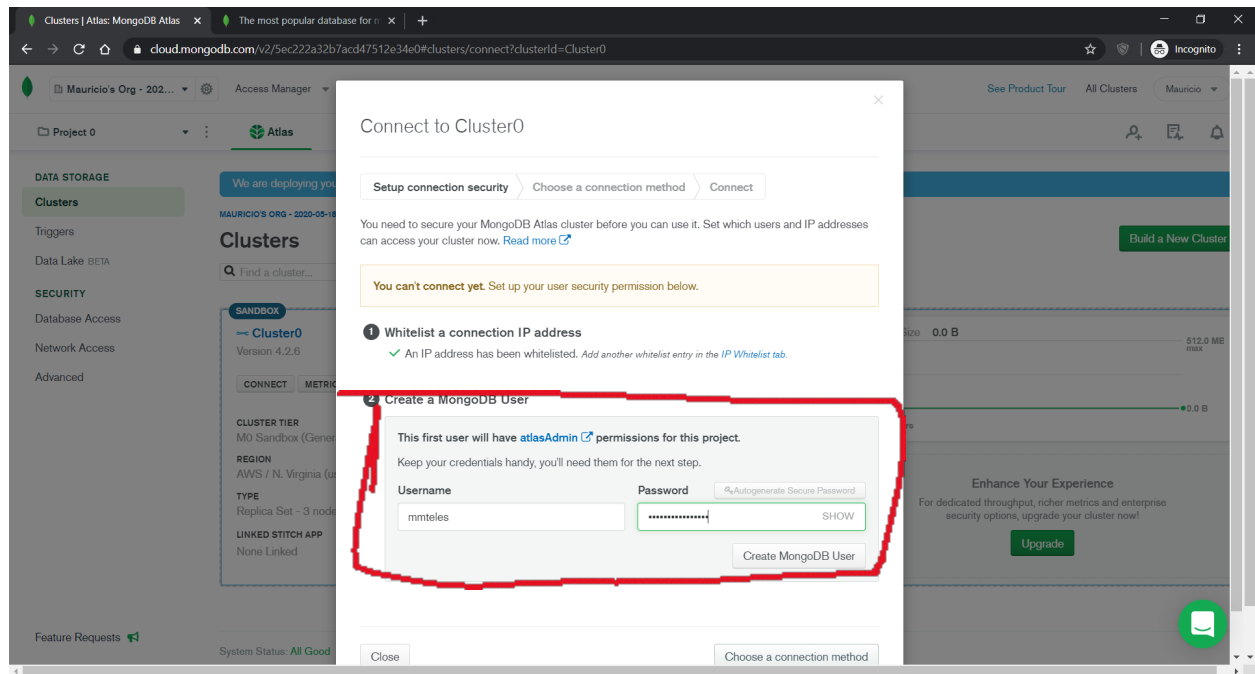 Clusters | Atlas: MongoDB Atlas
The most popular database for m
cloud.mongodb.com/v2/5ec222a32b7acd47512e34e0#clusters/connect?clusterId=Cluster0
Incognito
Mauricio's Org - 202...
Access Manager
See Product Tour
All Clusters
Mauricio
Project 0
Atlas
DATA STORAGE
Clusters
Triggers
Data Lake BETA
SECURITY
Database Access
Network Access
Advanced
Feature Requests
We are deploying you
MAURICIO'S ORG - 2020-05-18
Clusters
Find a cluster...
Build a New Cluster
SANDBOX
Cluster0
Version 4.2.6
CONNECT
METRIC
CLUSTER TIER
M0 Sandbox (Gener
REGION
AWS / N. Virginia (us
TYPE
Replica Set - 3 node
LINKED STITCH APP
None Linked
System Status: All Good
Connect to Cluster0
Setup connection security
Choose a connection method
Connect
You need to secure your MongoDB Atlas cluster before you can use it. Set which users and IP addresses
can access your cluster now. Read more
You can't connect yet. Set up your user security permission below.
1 Whitelist a connection IP address
An IP address has been whitelisted. Add another whitelist entry in the IP Whitelist tab.
2 Create a MongoDB User
This first user will have atlasAdmin permissions for this project.
Keep your credentials handy, you'll need them for the next step.
Username
Password
Autogenerate Secure Password
mmteles
SHOW
Create MongoDB User
Close
Choose a connection method
Size 0.0 B
512.0 MB
max
0.0 B
Enhance Your Experience
For dedicated throughput, richer metrics and enterprise
security options, upgrade your cluster now!
Upgrade